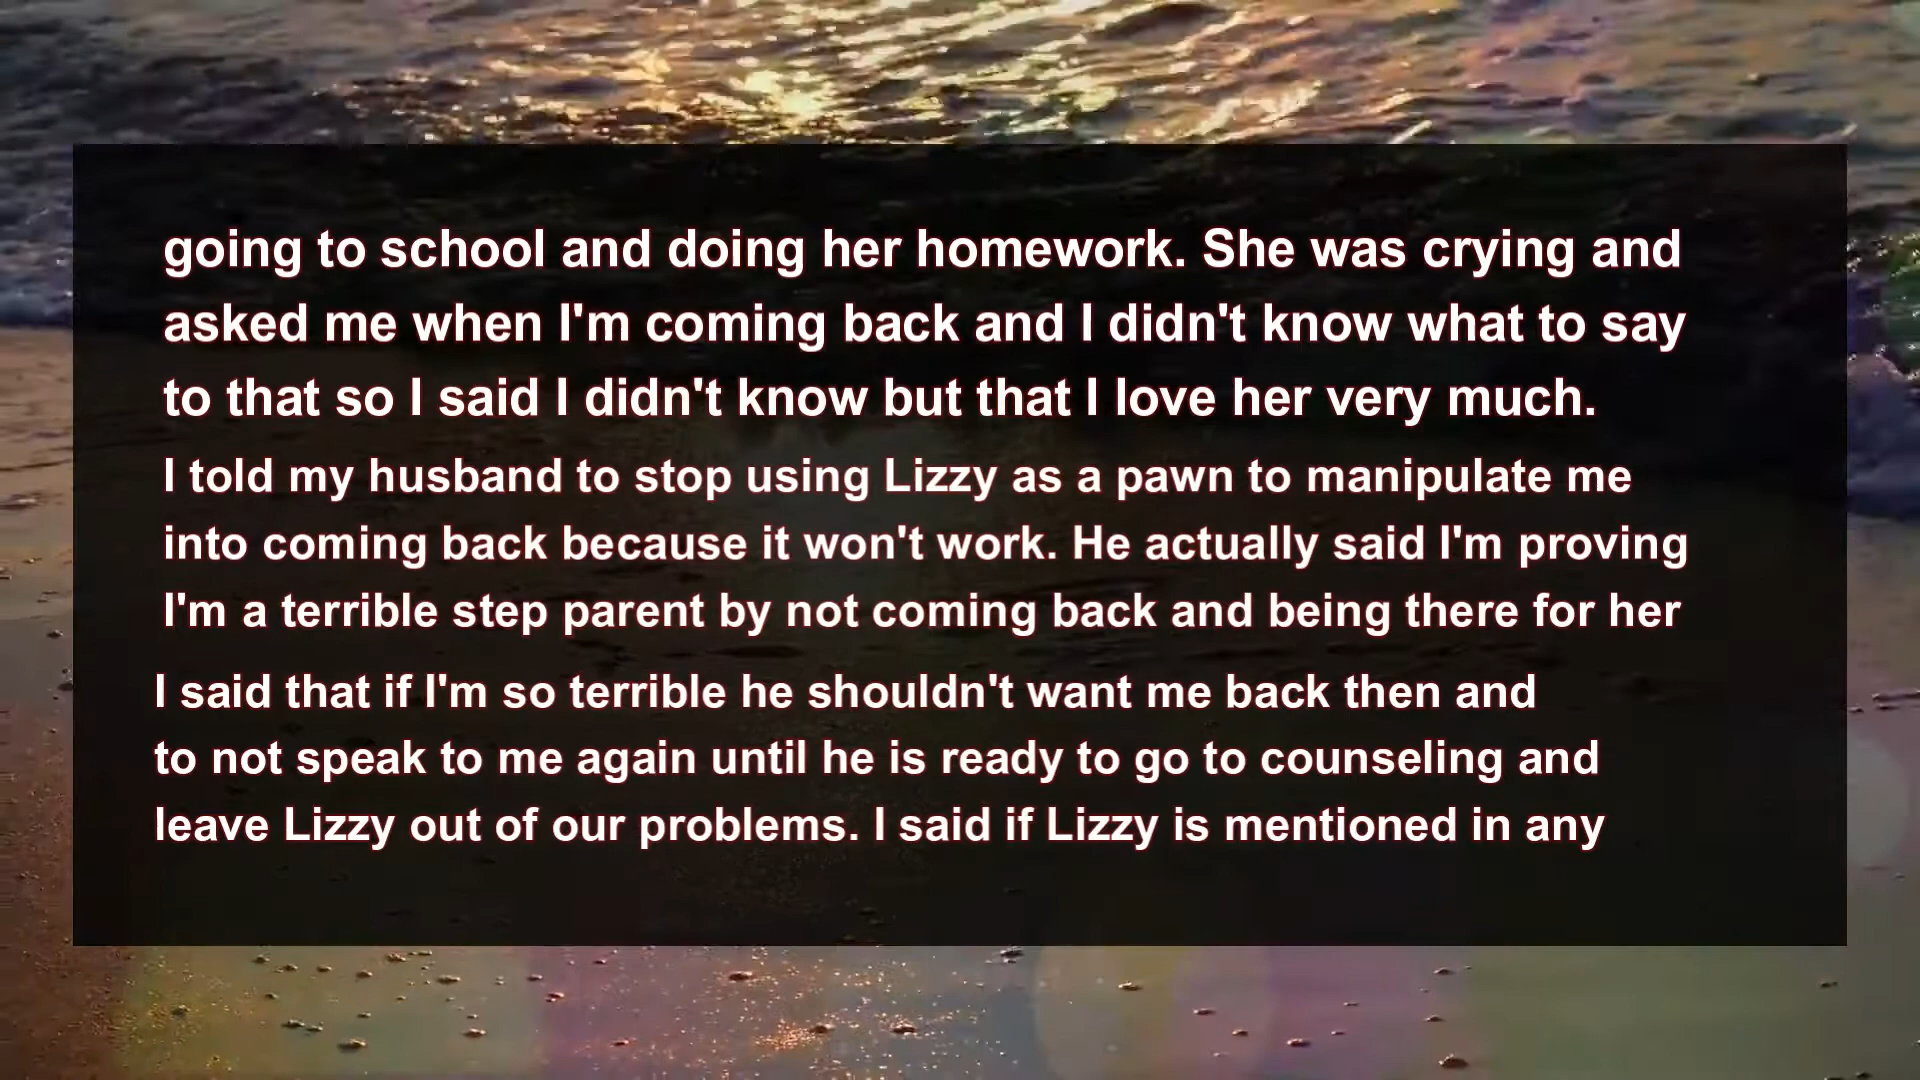 going to school and doing her homework. She was crying and
asked me when I'm coming back and I didn't know what to say
to that so I said I didn't know but that I love her very much.
I told my husband to stop using Lizzy as a pawn to manipulate me
into coming back because it won't work. He actually said I'm proving
I'm a terrible step parent by not coming back and being there for her
I said that if I'm so terrible he shouldn't want me back then and
to not speak to me again until he is ready to go to counseling and
leave Lizzy out of our problems. I said if Lizzy is mentioned in any